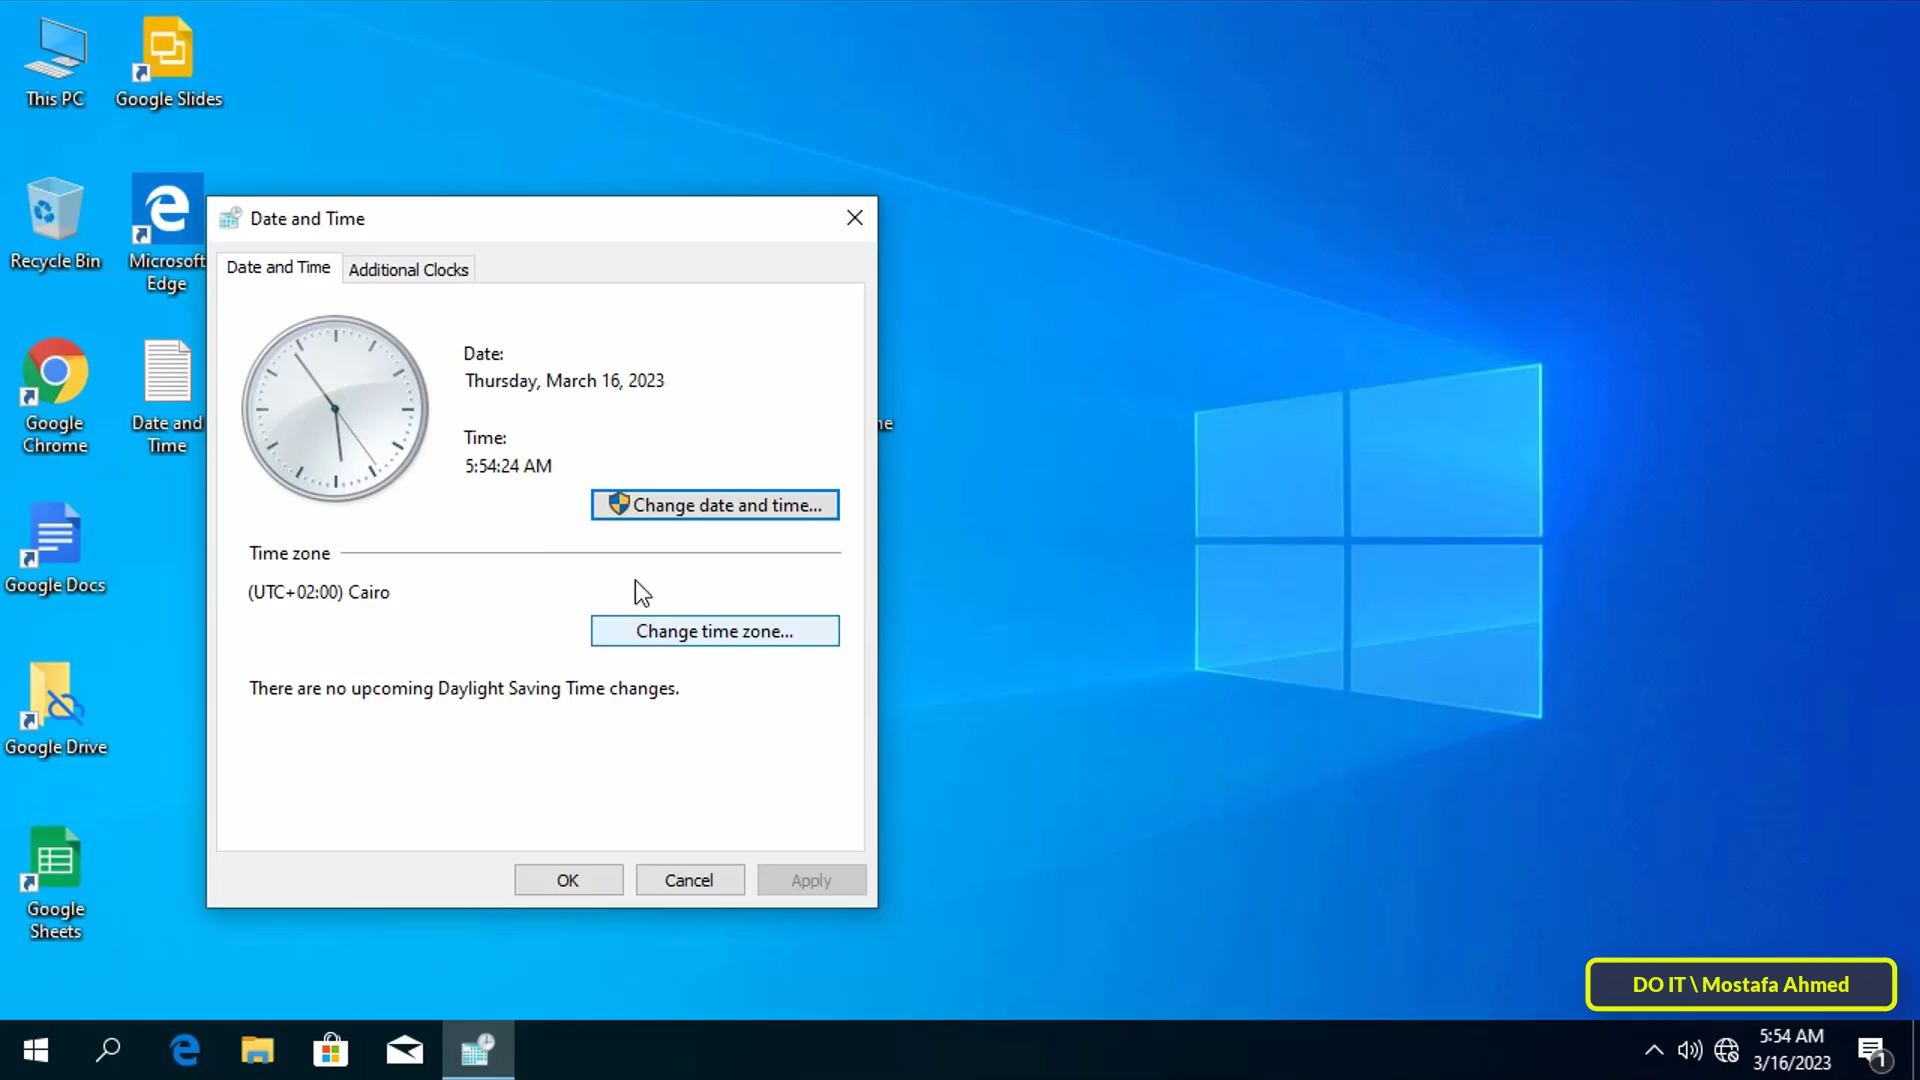 This PC
Google Slides
Recycle Bin
Microsoft
Edge
Google
Chrome
Date and
Time
Google Docs
Google Drive
Google
Sheets
Date and Time
Date and Time
Additional Clocks
Date:
Thursday, March 16, 2023
Time:
5:54:24 AM
Change date and time...
Time zone
(UTC+02:00) Cairo
Change time zone...
There are no upcoming Daylight Saving Time changes.
OK
Cancel
Apply
ne
DO IT \ Mostafa Ahmed
5:54 AM
3/16/2023
1